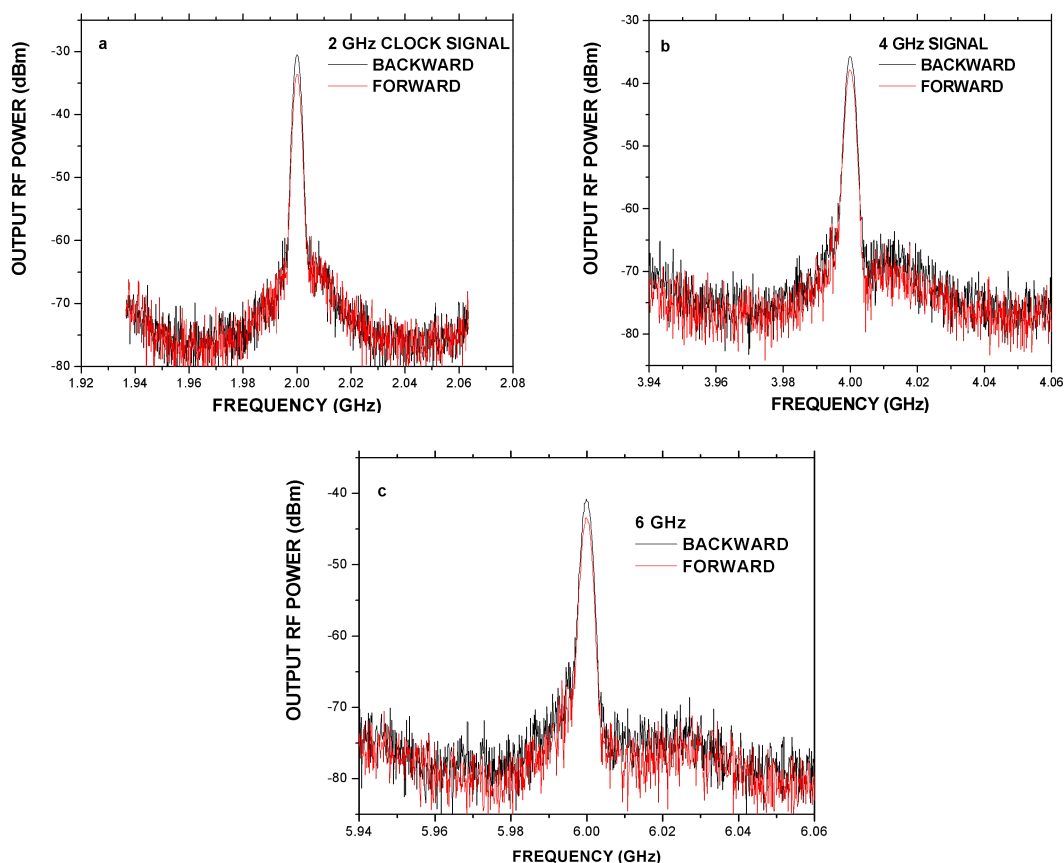 a
2 GHz CLOCK SIGNAL
BACKWARD
FORWARD
OUTPUT RF POWER (dBm)
-30
-40
-50
-60
-70
-80
1.92 1.94 1.96 1.98 2.00 2.02 2.04 2.06 2.08
FREQUENCY (GHz)
b
4 GHz SIGNAL
BACKWARD
FORWARD
OUTPUT RF POWER (dBm)
-30
-40
-50
-60
-70
-80
3.94 3.96 3.98 4.00 4.02 4.04 4.06
FREQUENCY (GHz)
c
6 GHz
BACKWARD
FORWARD
OUTPUT RF POWER (dBm)
-40
-50
-60
-70
-80
5.94 5.96 5.98 6.00 6.02 6.04 6.06
FREQUENCY (GHz)